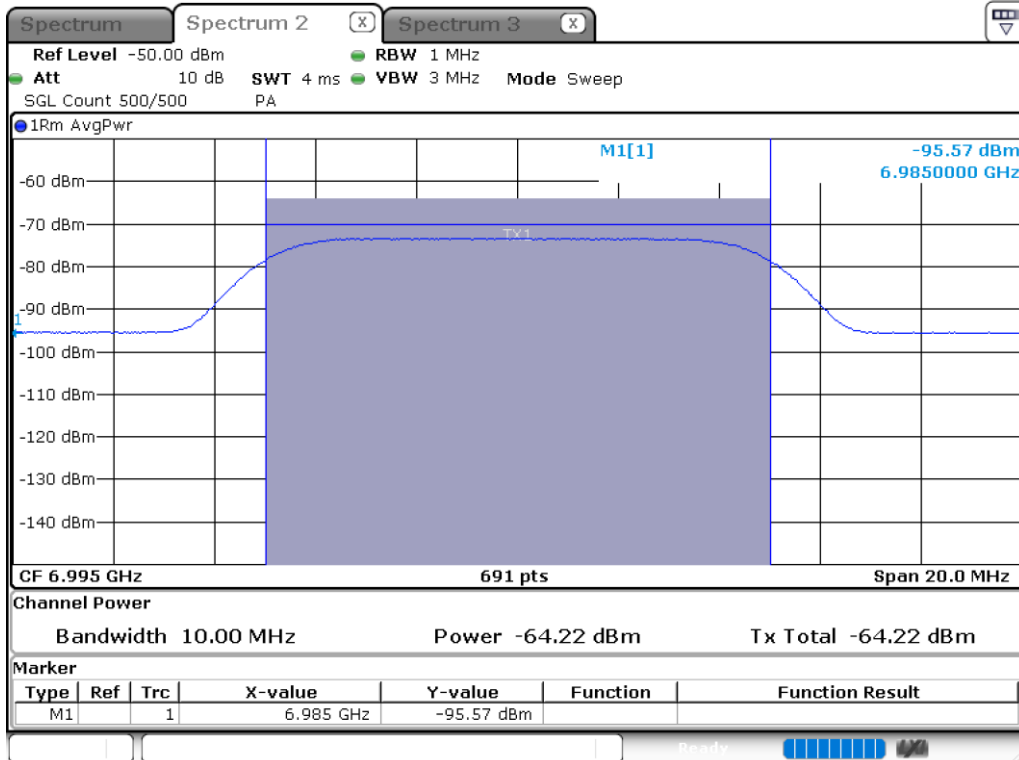 Spectrum Spectrum 2 X Spectrum 3 X
Ref Level -50.00 dBm RBW 1 MHz
Att 10 dB SWT 4 ms VBW 3 MHz Mode Sweep
SGL Count 500/500 PA
1Rm AvgPwr
M1[1] -95.57 dBm
6.9850000 GHz
-60 dBm
-70 dBm
TX1
-80 dBm
-90 dBm
1
-100 dBm
-110 dBm
-120 dBm
-130 dBm
-140 dBm
CF 6.995 GHz 691 pts Span 20.0 MHz
Channel Power
Bandwidth 10.00 MHz Power -64.22 dBm Tx Total -64.22 dBm
Marker
Type Ref Trc X-value Y-value Function Function Result
M1 1 6.985 GHz -95.57 dBm
Ready